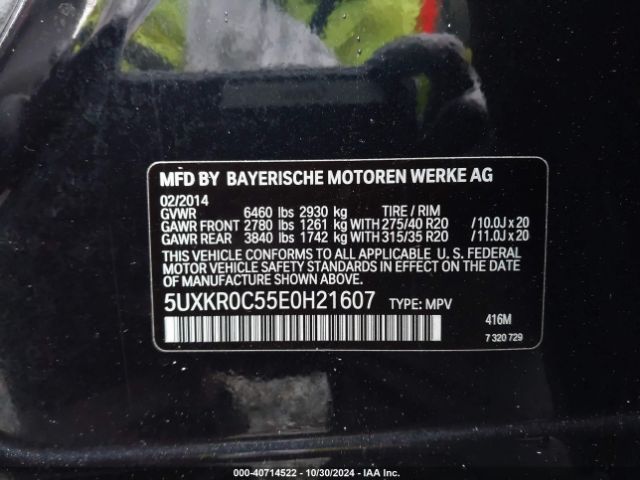 MFD BY BAYERISCHE MOTOREN WERKE AG
02/2014
GVWR 6460 lbs 2930 kg TIRE / RIM
GAWR FRONT 2780 lbs 1261 kg WITH 275/40 R20 / 10.0J x 20
GAWR REAR 3840 lbs 1742 kg WITH 315/35 R20 / 11.0J x 20
THIS VEHICLE CONFORMS TO ALL APPLICABLE U. S. FEDERAL
MOTOR VEHICLE SAFETY STANDARDS IN EFFECT ON THE DATE OF
MANUFACTURE SHOWN ABOVE.
5UXKR0C55E0H21607 TYPE: MPV
416M
7 320 729
000-40714522 - 10/30/2024 - IAA Inc.